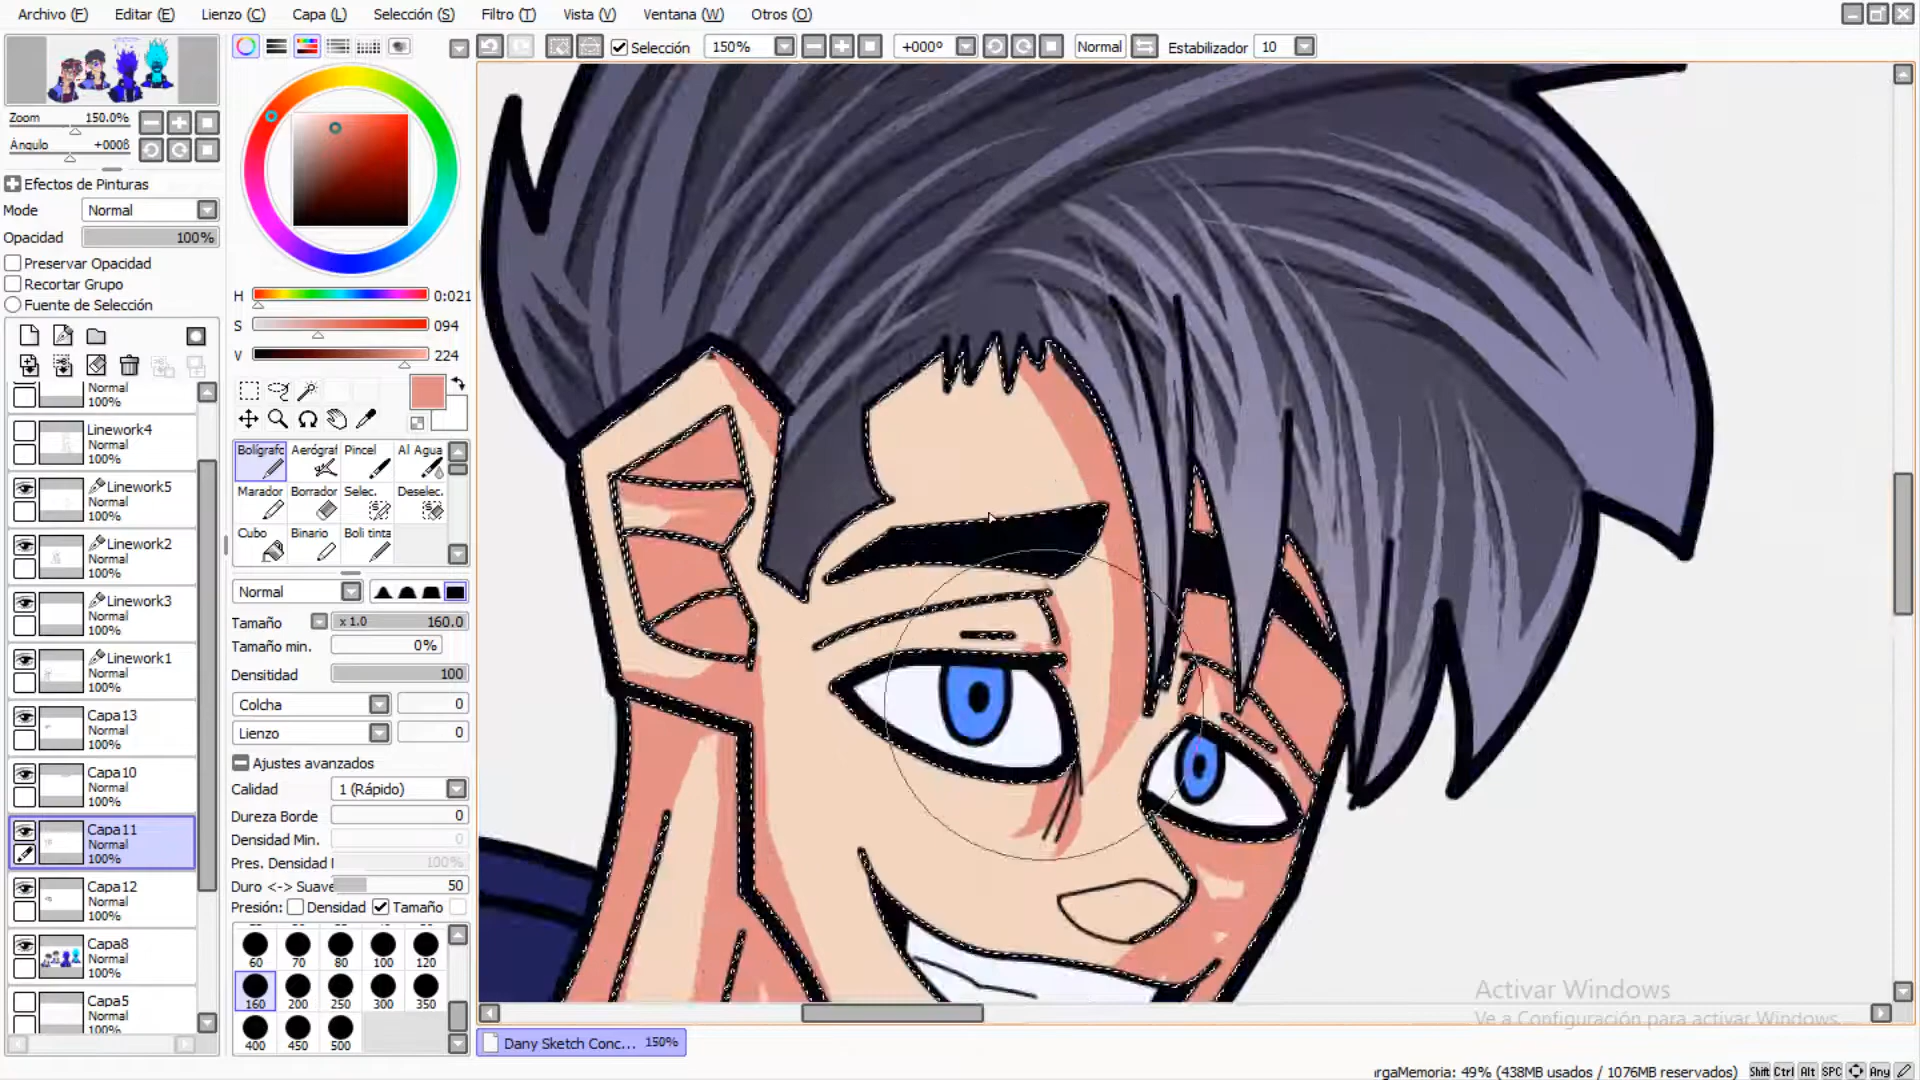 Archivo (F) Editar (E) Lienzo (C) Capa (L) Selección (S) Filtro (T) Vista (V) Ventana (W) Otros (O)
Selección 150% +000º Normal Estabilizador 10
Zoom 150.0%
Ángulo +000ß
Efectos de Pinturas
Mode Normal
Opacidad 100%
Preservar Opacidad
Recortar Grupo
Fuente de Selección
Normal
100%
Linework4
Normal
100%
Linework5
Normal
100%
Linework2
Normal
100%
Linework3
Normal
100%
Linework1
Normal
100%
Capa13
Normal
100%
Capa10
Normal
100%
Capa11
Normal
100%
Capa12
Normal
100%
Capa8
Normal
100%
Capa5
Normal
H 0:021
S 094
V 224
Bolígrafc Aerógraf Pincel Al Agua
Marador Borrador Selec. Deselec.
Cubo Binario Boli tinta
Normal
Tamaño x 1.0 160.0
Tamaño min. 0%
Densitidad 100
Colcha 0
Lienzo 0
Ajustes avanzados
Calidad 1 (Rápido)
Dureza Borde 0
Densidad Min. 0
Pres. Densidad I 100%
Duro <-> Suave 50
Presión: Densidad Tamaño
60 70 80 100 120
160 200 250 300 350
400 450 500
Activar Windows
Ve a Configuración para activar Windows.
Dany Sketch Conc... 150%
ırgaMemoria: 49% (438MB usados / 1076MB reservados) Shift Ctrl Alt SPC Any